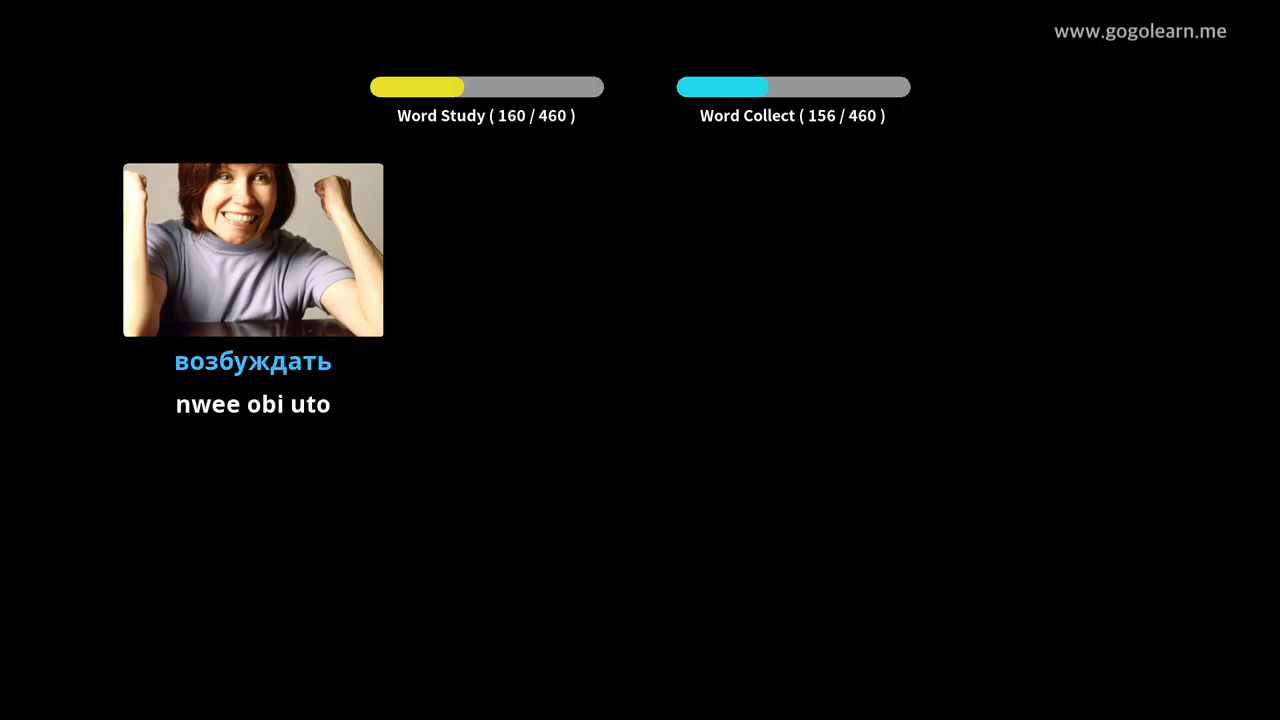 www.gogolearn.me
Word Study ( 160 / 460 )
Word Collect ( 156 / 460 )
возбуждать
nwee obi uto